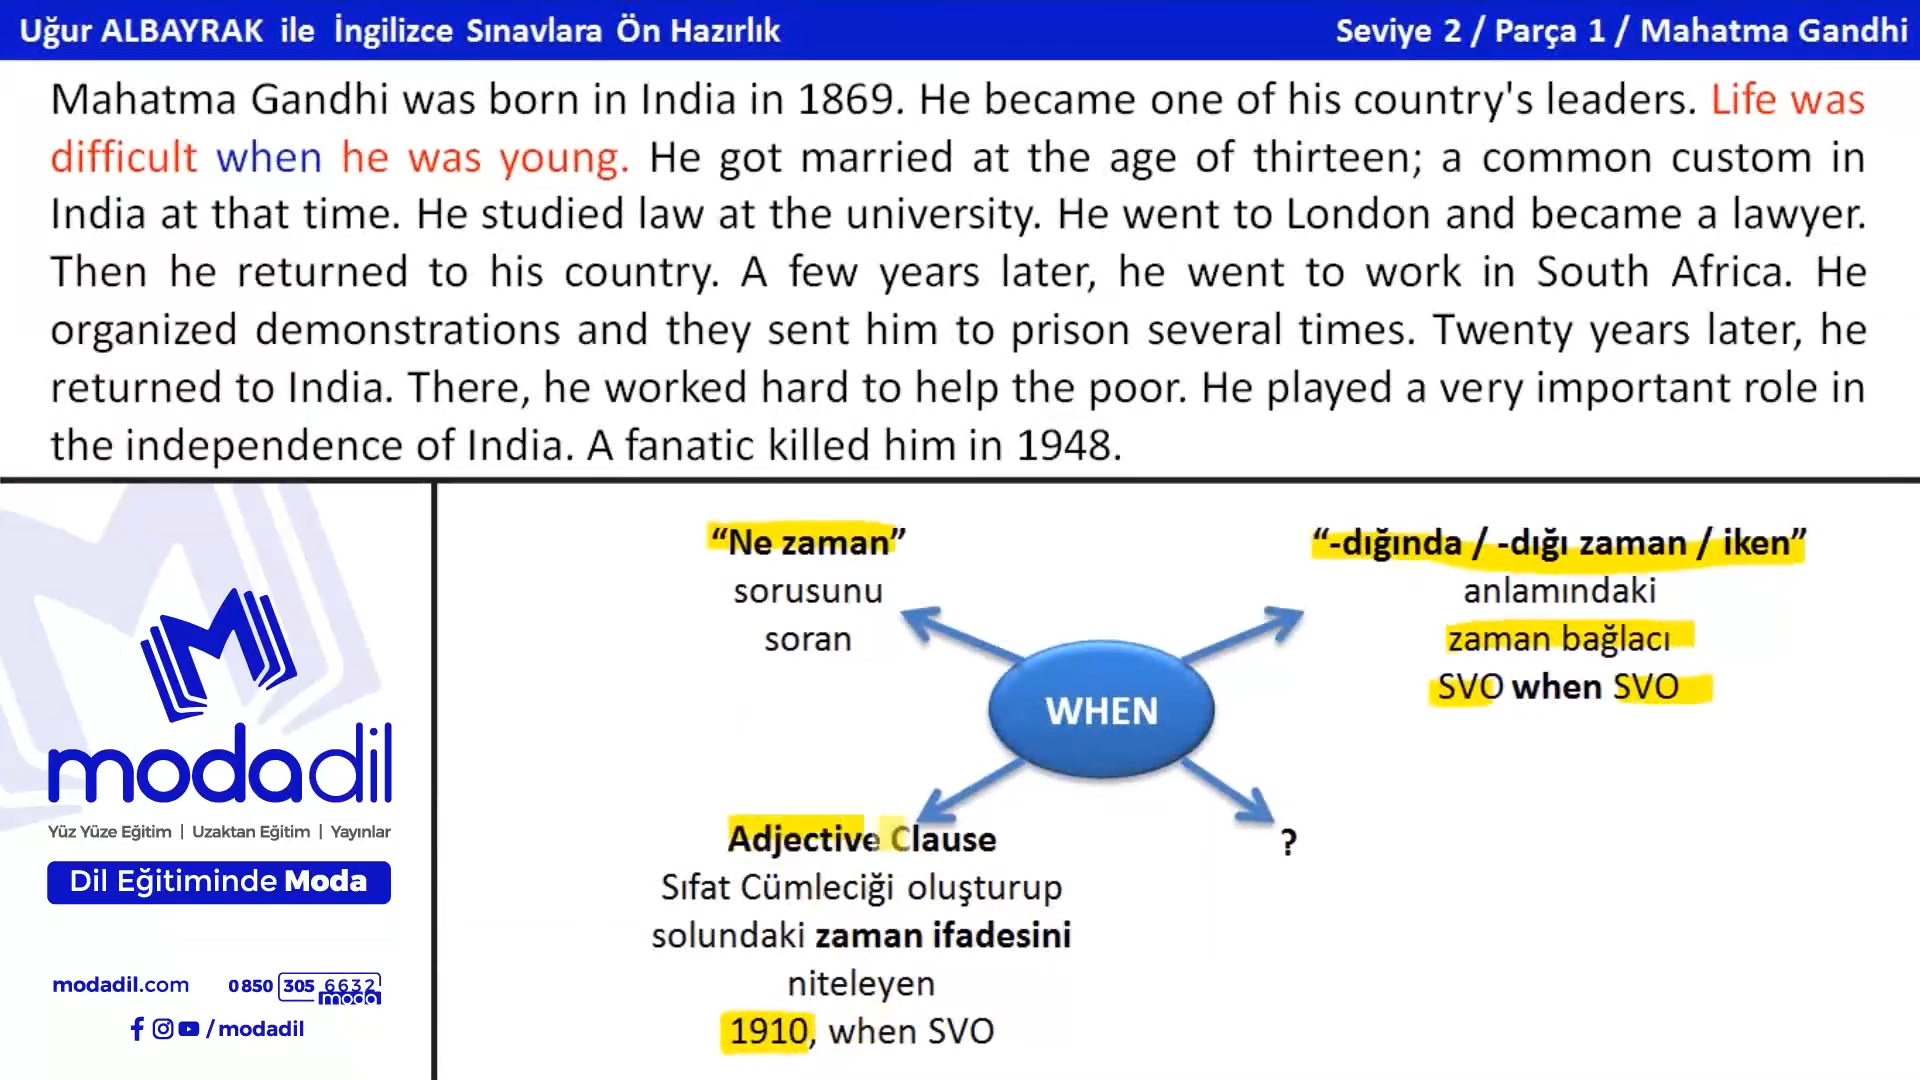 Uğur ALBAYRAK ile İngilizce Sınavlara Ön Hazırlık
Seviye 2 / Parça 1 / Mahatma Gandhi
Mahatma Gandhi was born in India in 1869. He became one of his country's leaders. Life was
difficult when he was young. He got married at the age of thirteen; a common custom in
India at that time. He studied law at the university. He went to London and became a lawyer.
Then he returned to his country. A few years later, he went to work in South Africa. He
organized demonstrations and they sent him to prison several times. Twenty years later, he
returned to India. There, he worked hard to help the poor. He played a very important role in
the independence of India. A fanatic killed him in 1948.
modadil
Yüz Yüze Eğitim | Uzaktan Eğitim | Yayınlar
Dil Eğitiminde Moda
modadil.com
0850 305 6632
moda
/ modadil
"Ne zaman"
sorusunu
soran
"-dığında / -dığı zaman / iken"
anlamındaki
zaman bağlacı
SVO when SVO
WHEN
Adjective Clause
Sıfat Cümleciği oluşturup
solundaki zaman ifadesini
niteleyen
1910, when SVO
?